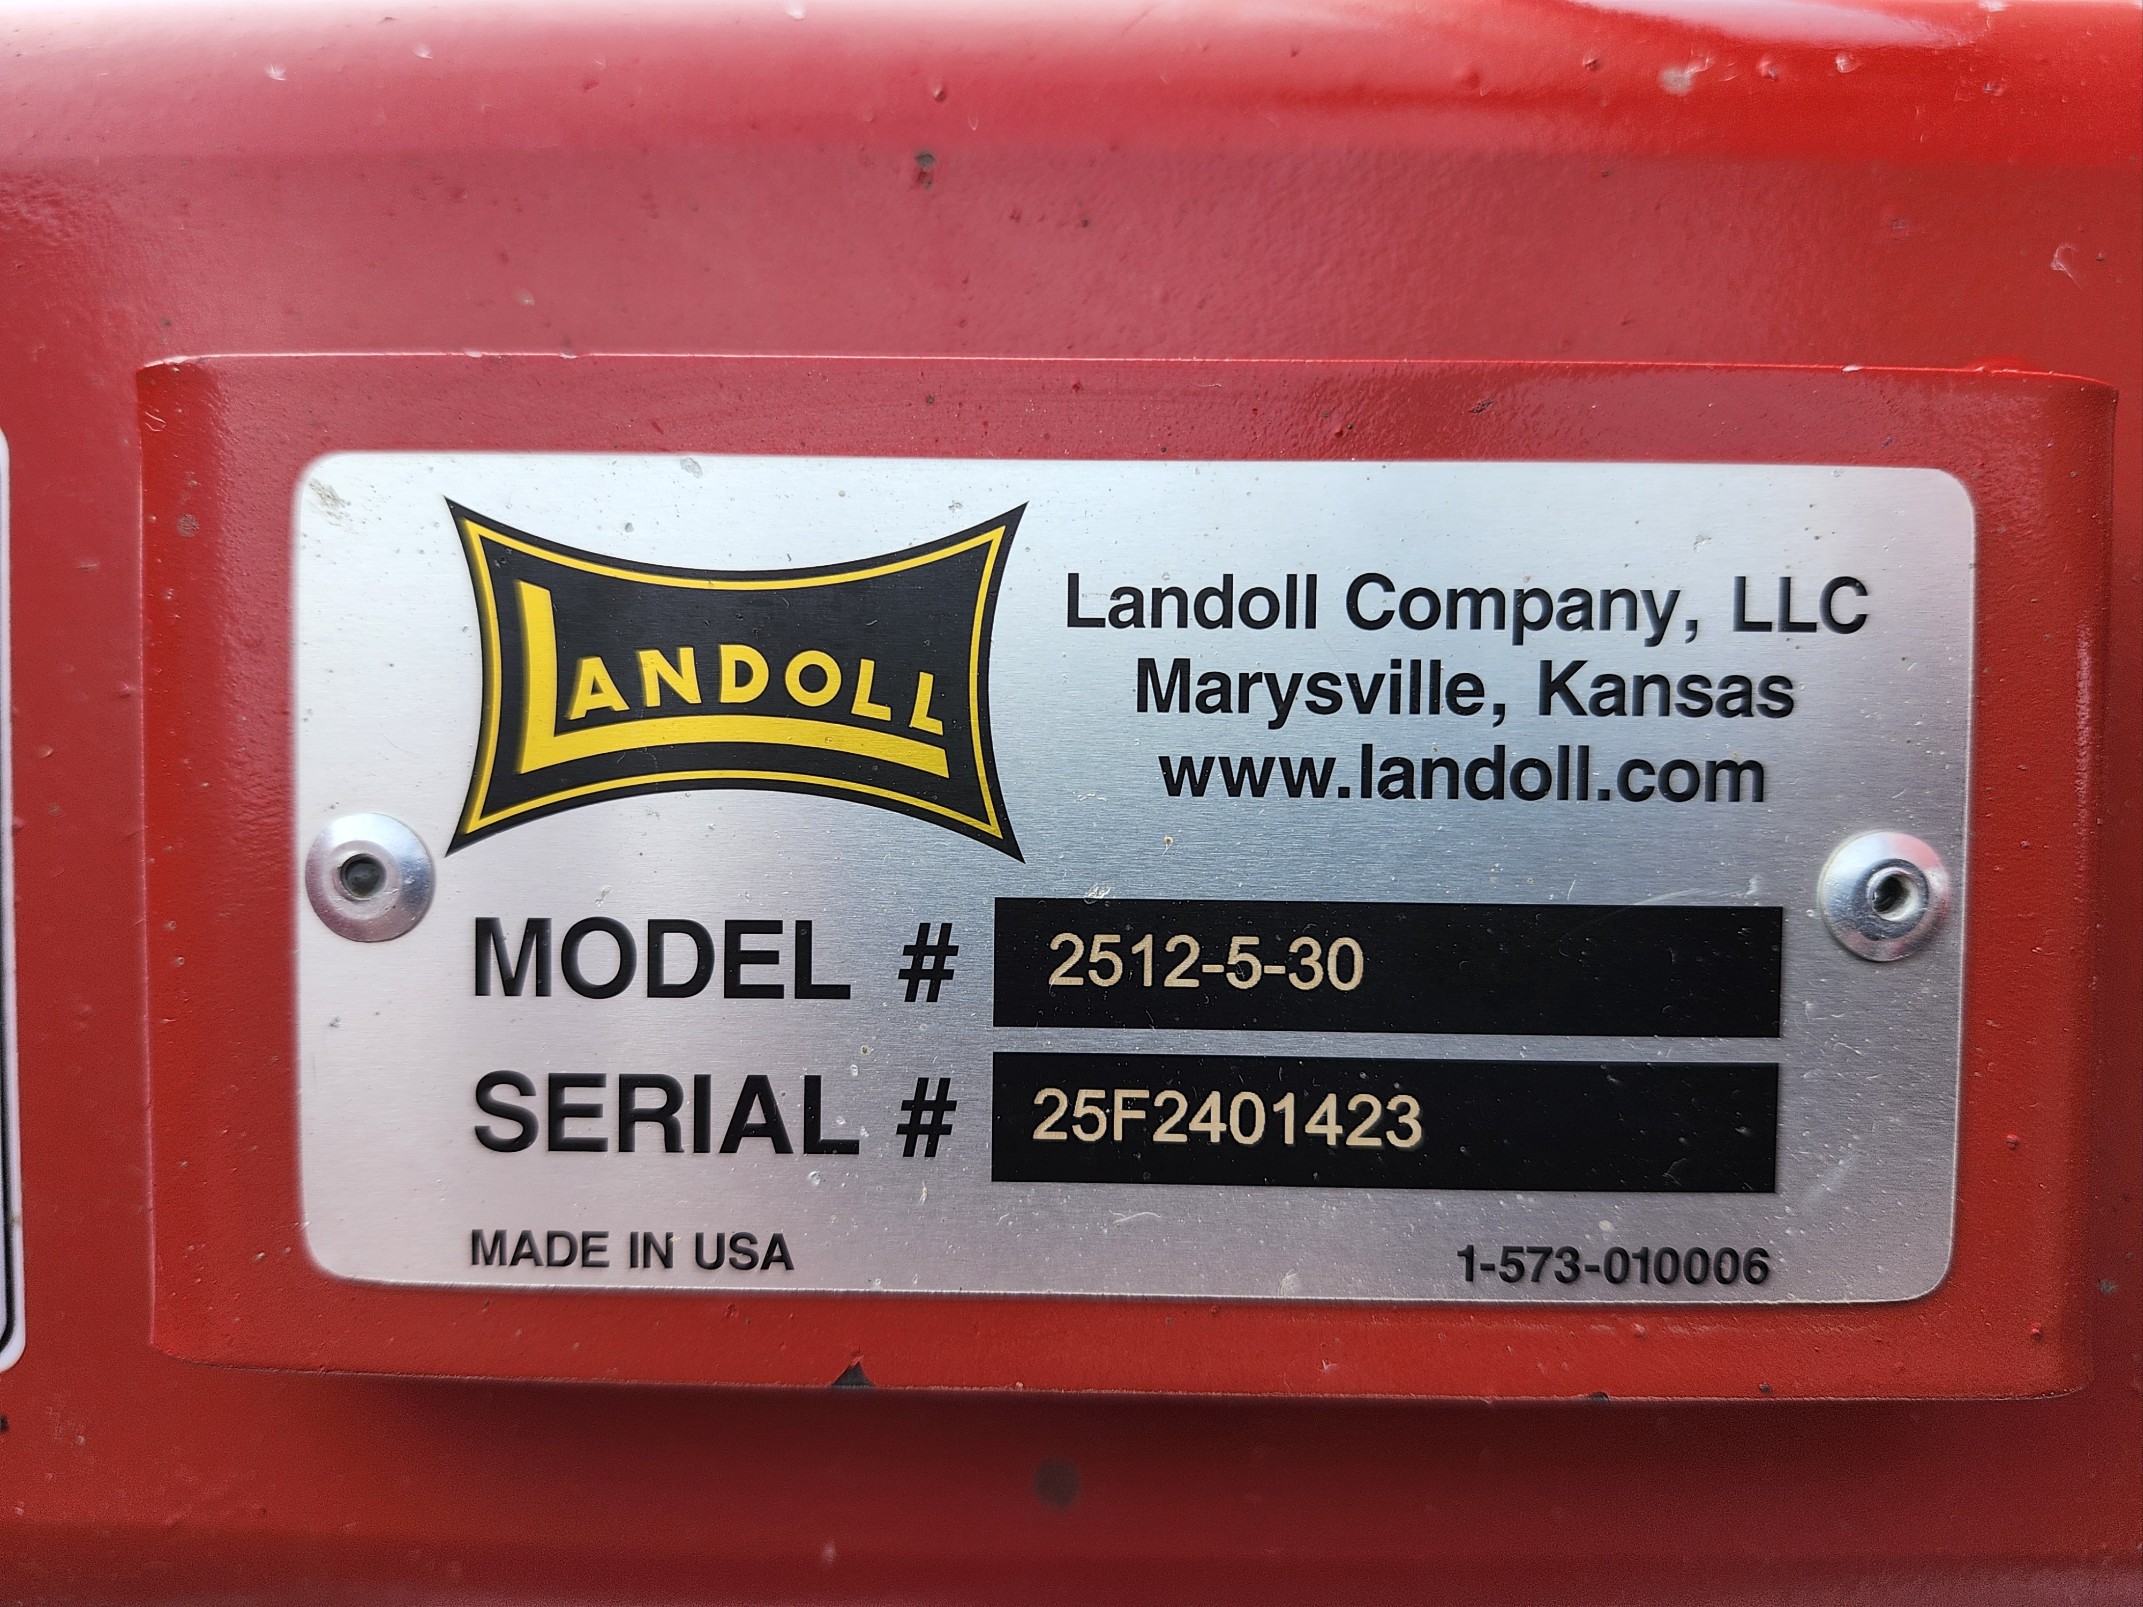 LANDOLL
Landoll Company, LLC
Marysville, Kansas
www.landoll.com
MODEL # 2512-5-30
SERIAL # 25F2401423
MADE IN USA 1-573-010006